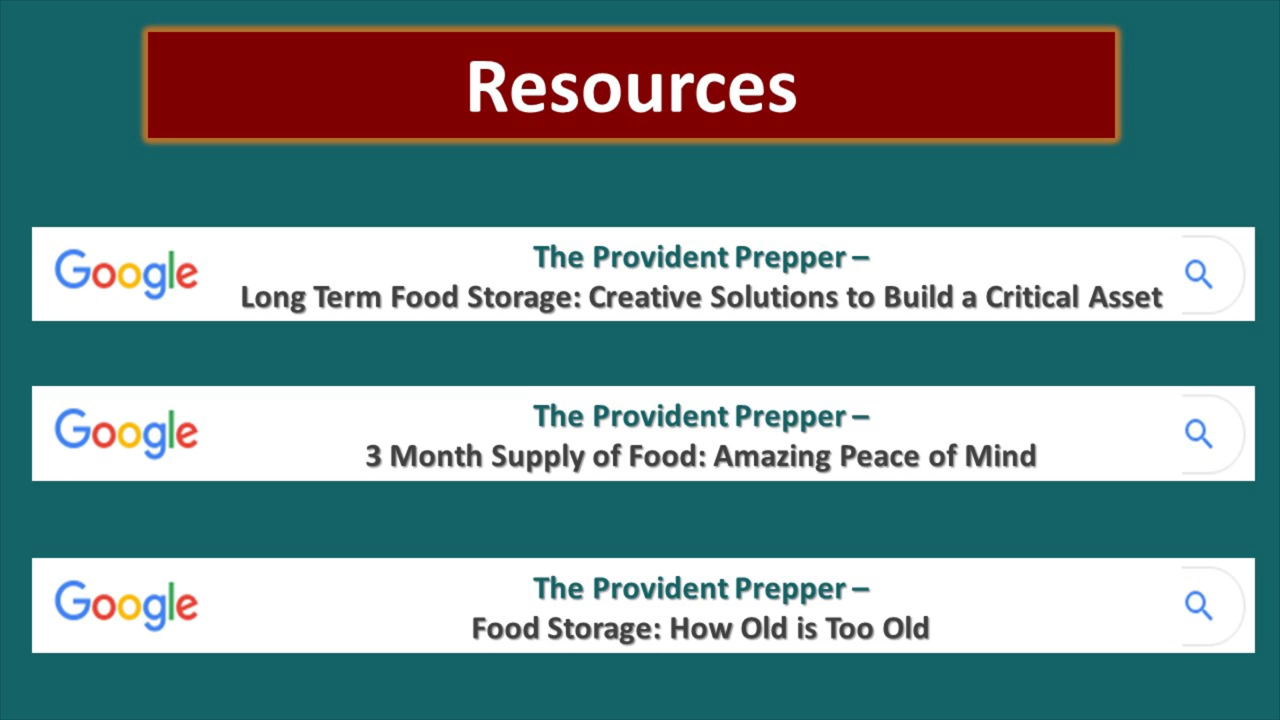 Resources
Google
The Provident Prepper –
Long Term Food Storage: Creative Solutions to Build a Critical Asset
Google
The Provident Prepper –
3 Month Supply of Food: Amazing Peace of Mind
Google
The Provident Prepper –
Food Storage: How Old is Too Old